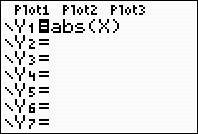 Plot1 Plot2 Plot3
\Y₁=abs(X)
\Y₂=
\Y₃=
\Y₄=
\Y₅=
\Y₆=
\Y₇=